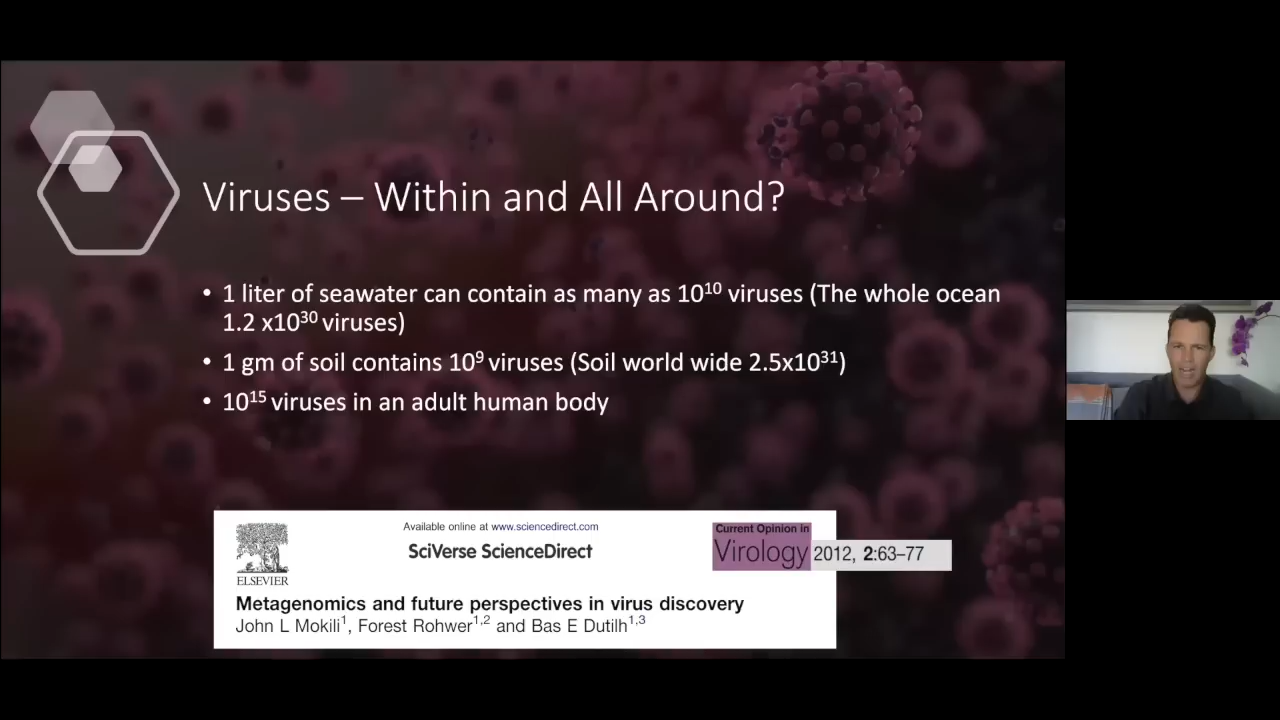 Viruses – Within and All Around?
• 1 liter of seawater can contain as many as 10¹⁰ viruses (The whole ocean
1.2 x10³⁰ viruses)
• 1 gm of soil contains 10⁹ viruses (Soil world wide 2.5x10³¹)
• 10¹⁵ viruses in an adult human body
ELSEVIER
Available online at www.sciencedirect.com
SciVerse ScienceDirect
Current Opinion in
Virology 2012, 2:63–77
Metagenomics and future perspectives in virus discovery
John L Mokili¹, Forest Rohwer¹,² and Bas E Dutilh¹,³